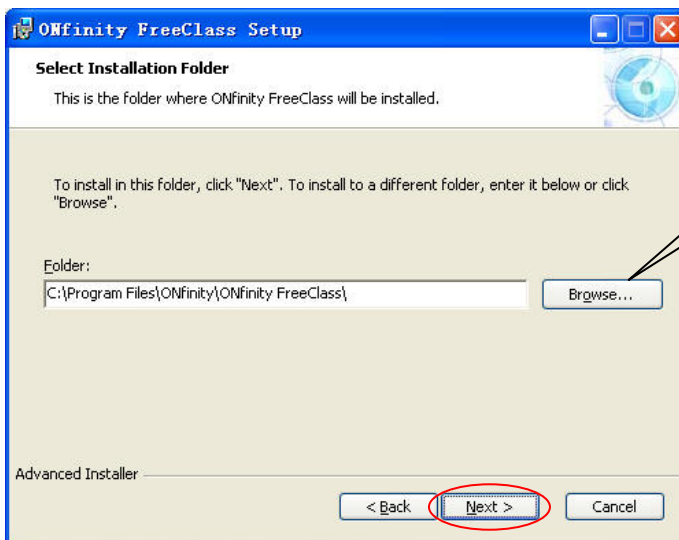 ONfinity FreeClass Setup
Select Installation Folder
This is the folder where ONfinity FreeClass will be installed.
To install in this folder, click "Next". To install to a different folder, enter it below or click
"Browse".
Folder:
C:\Program Files\ONfinity\ONfinity FreeClass\
Browse...
Advanced Installer
< Back
Next >
Cancel